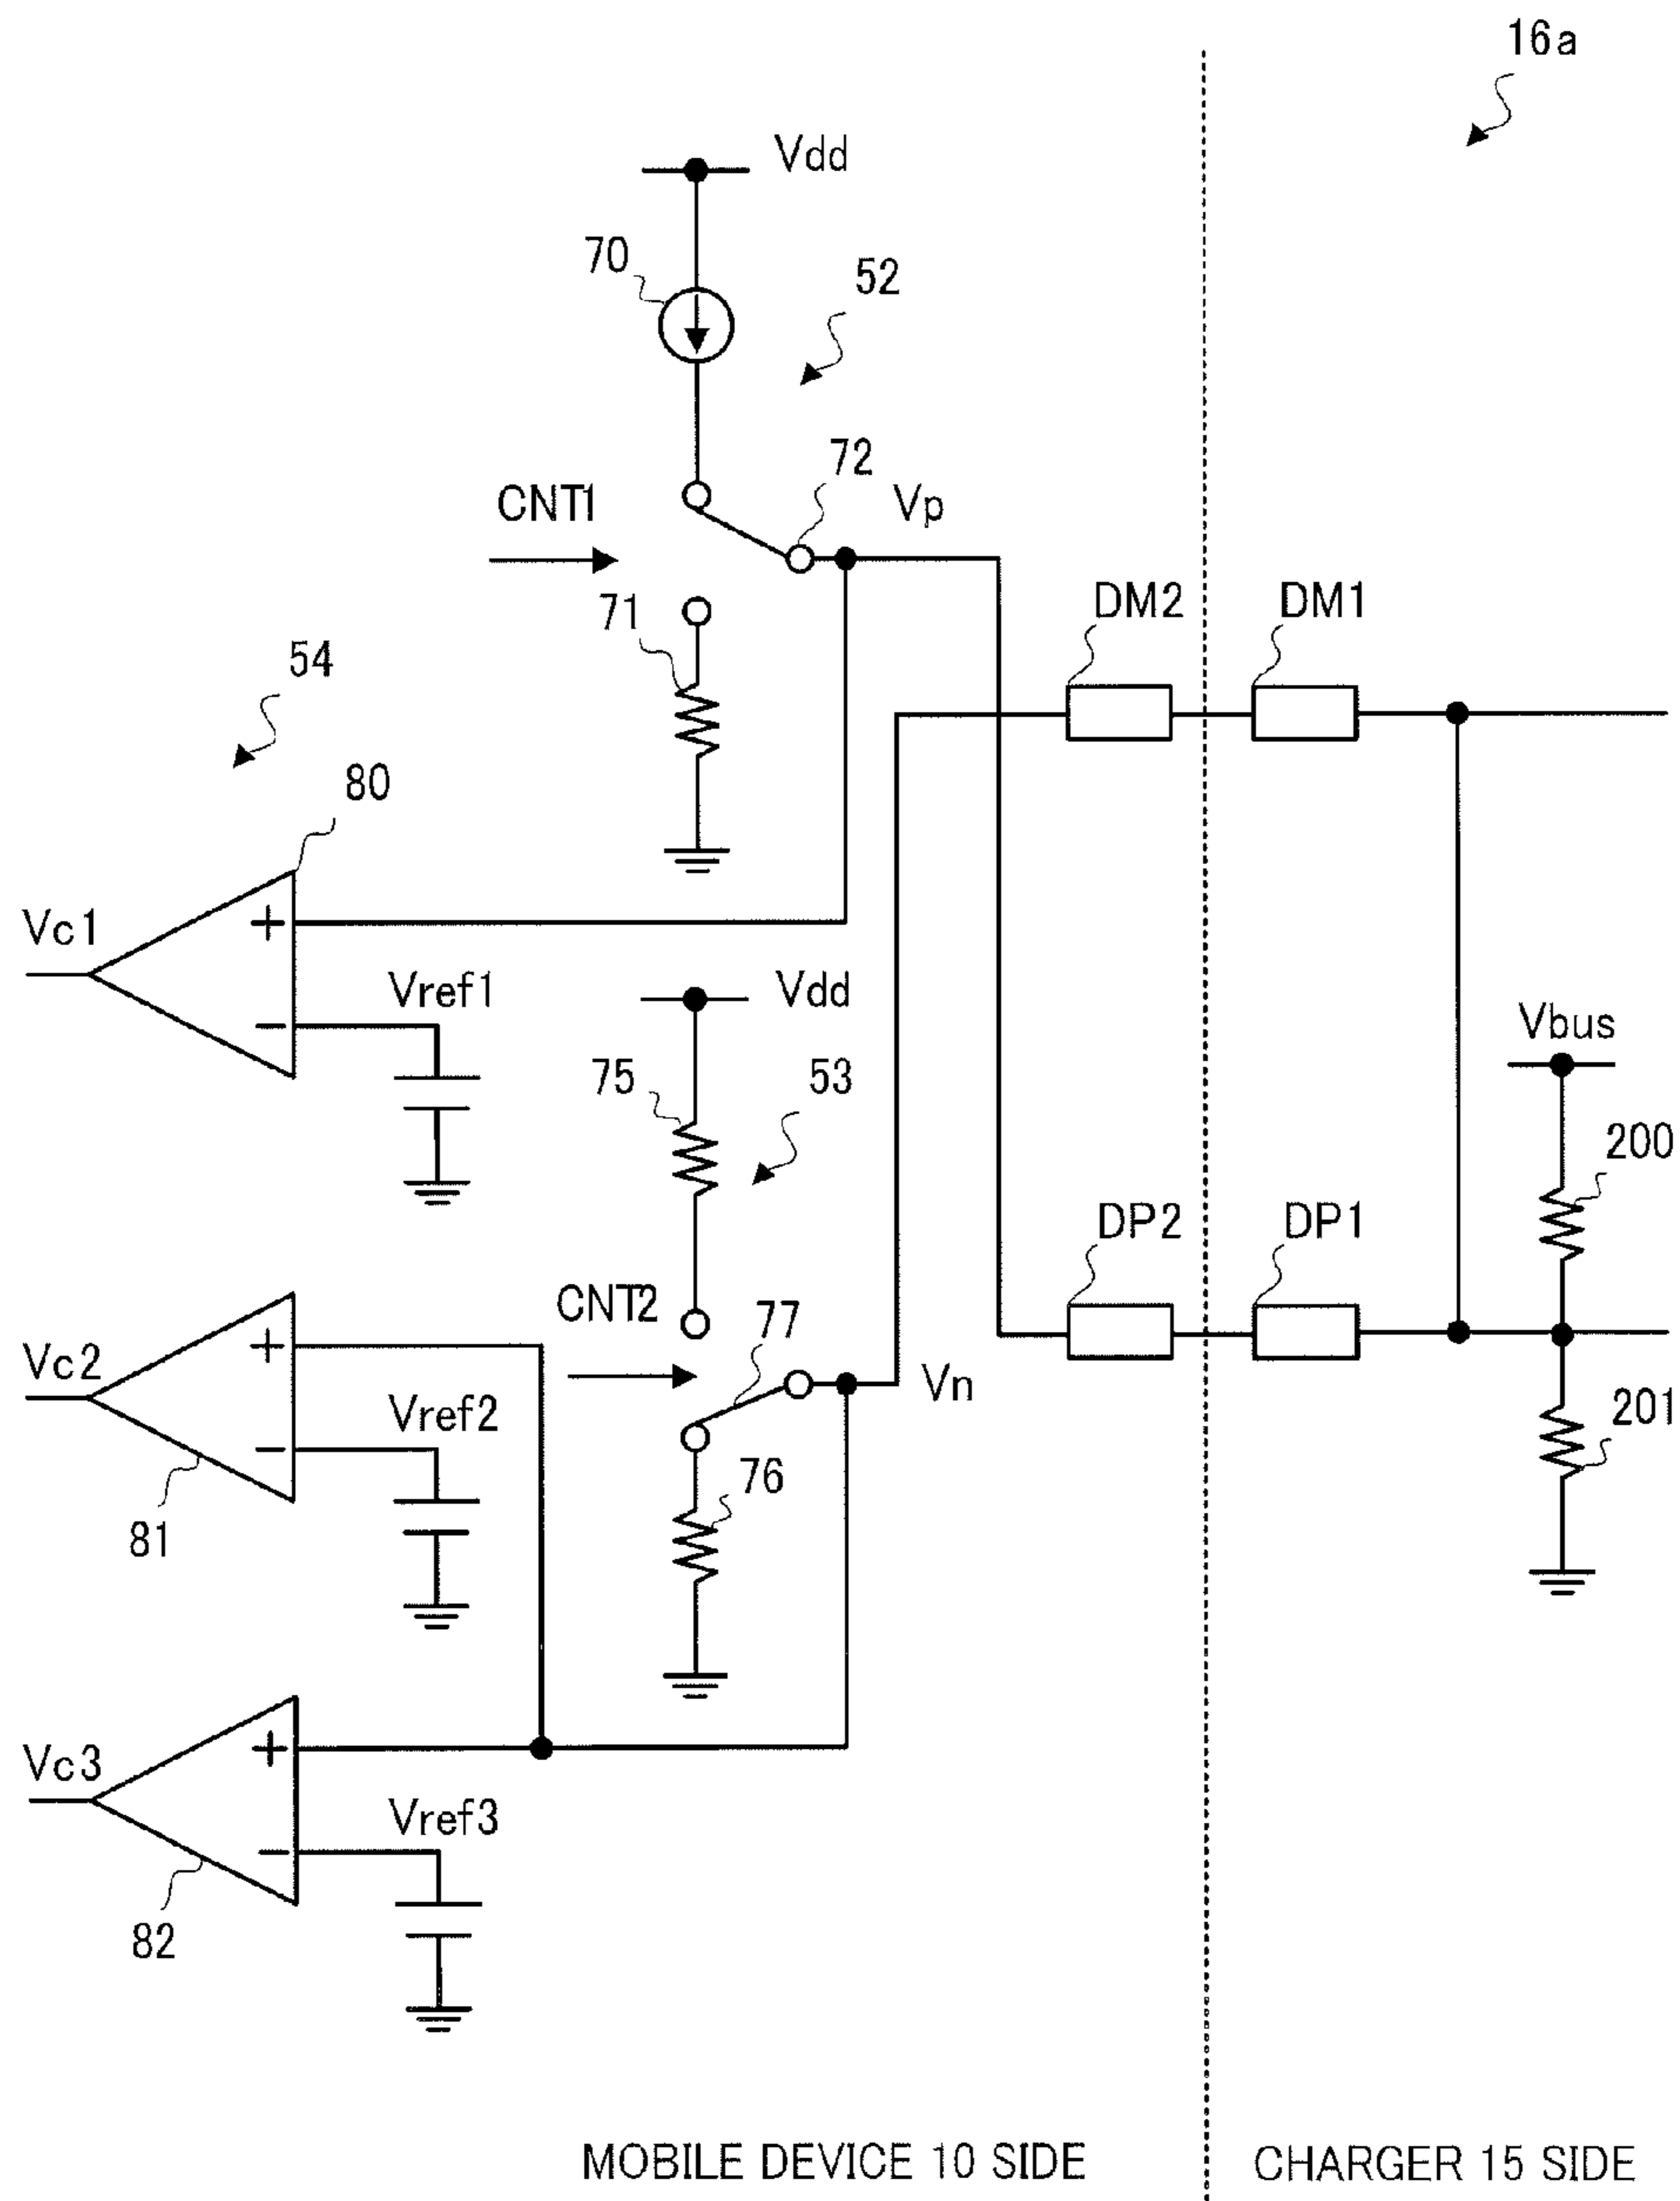 16a
Vdd
70
52
72
CNT1
Vp
71
DM2
DM1
54
80
Vc1
Vref1
Vdd
Vbus
75
53
200
DP2
DP1
CNT2
77
Vc2
Vn
Vref2
201
76
81
Vc3
Vref3
82
MOBILE DEVICE 10 SIDE
CHARGER 15 SIDE